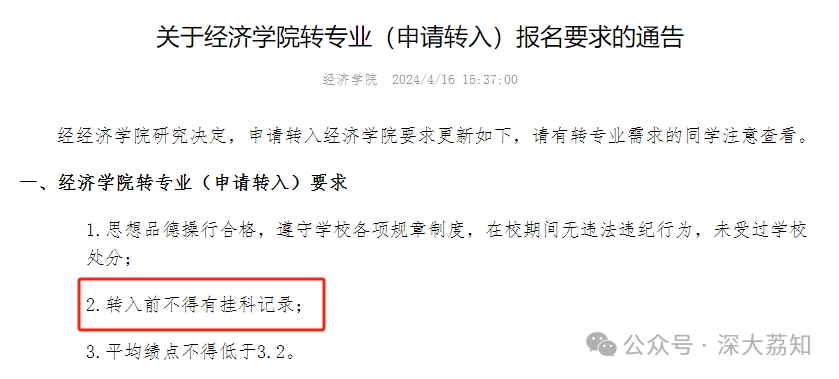 关于经济学院转专业（申请转入）报名要求的通告
经济学院 2024/4/16 15:37:00
经经济学院研究决定，申请转入经济学院要求更新如下，请有转专业需求的同学注意查看。
一、经济学院转专业（申请转入）要求
1.思想品德操行合格，遵守学校各项规章制度，在校期间无违法违纪行为，未受过学校
处分；
2.转入前不得有挂科记录；
3.平均绩点不得低于3.2。
公众号·深大荔知